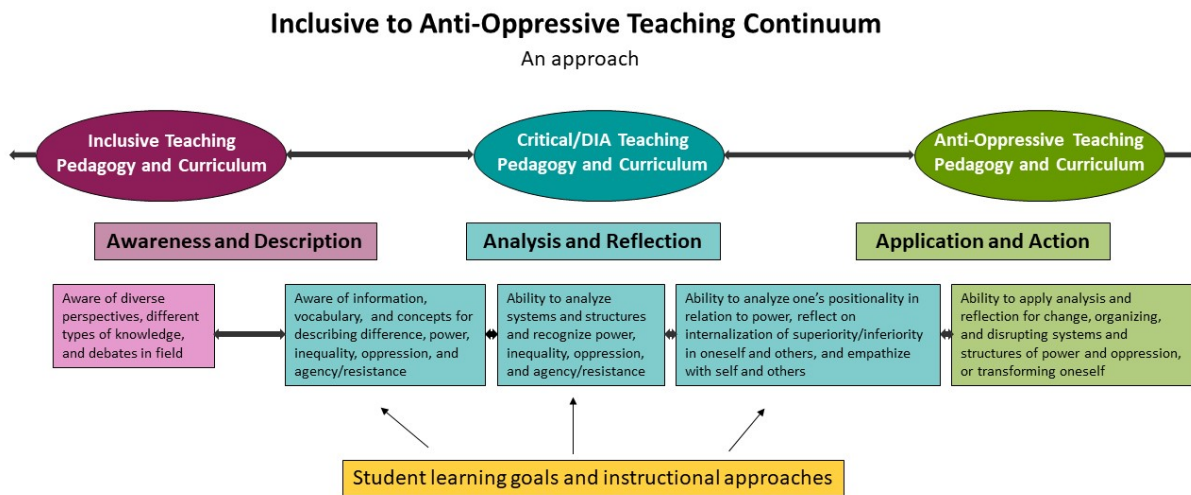 Inclusive to Anti-Oppressive Teaching Continuum
An approach
Inclusive Teaching
Pedagogy and Curriculum
Critical/DIA Teaching
Pedagogy and Curriculum
Anti-Oppressive Teaching
Pedagogy and Curriculum
Awareness and Description
Analysis and Reflection
Application and Action
Aware of diverse
perspectives, different
types of knowledge,
and debates in field
Aware of information,
vocabulary, and concepts for
describing difference, power,
inequality, oppression, and
agency/resistance
Ability to analyze
systems and structures
and recognize power,
inequality, oppression,
and agency/resistance
Ability to analyze one's positionality in
relation to power, reflect on
internalization of superiority/inferiority
in oneself and others, and empathize
with self and others
Ability to apply analysis and
reflection for change, organizing,
and disrupting systems and
structures of power and oppression,
or transforming oneself
Student learning goals and instructional approaches